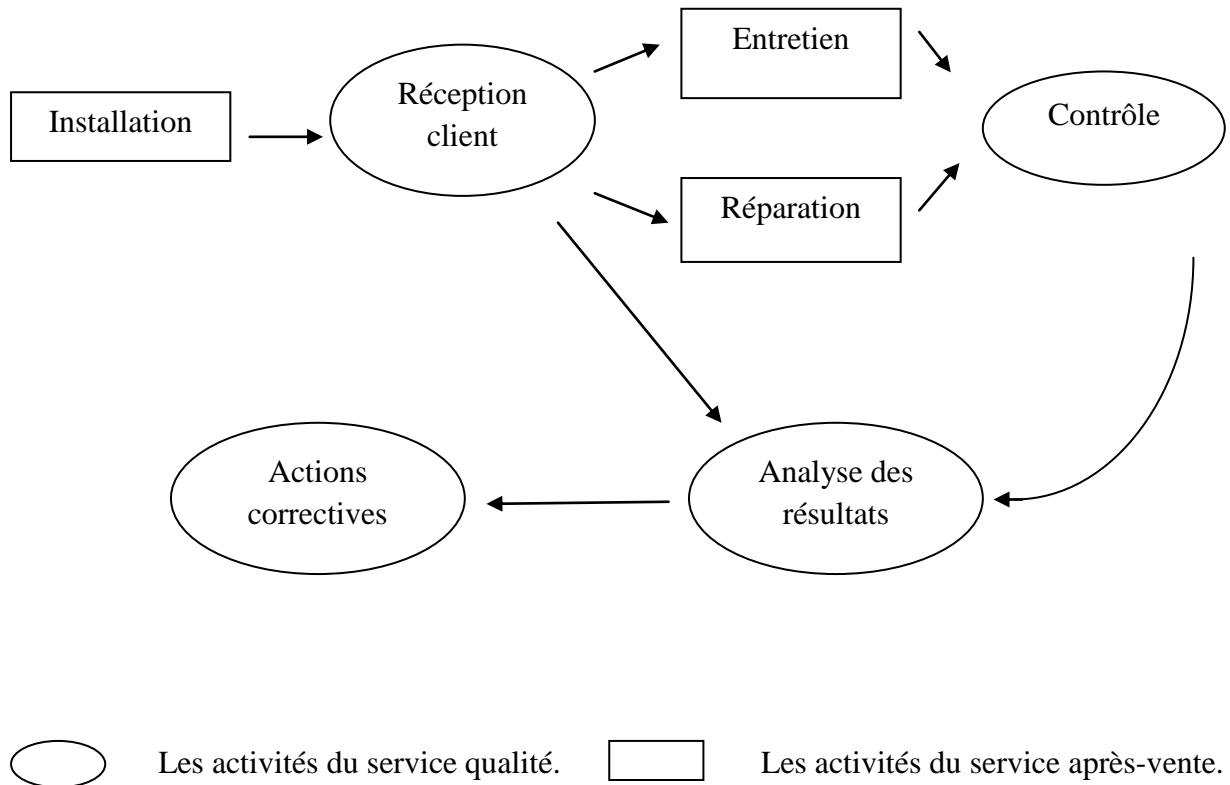 Entretien
Réception
client
Contrôle
Installation
Réparation
Actions
correctives
Analyse des
résultats
Les activités du service qualité.
Les activités du service après-vente.